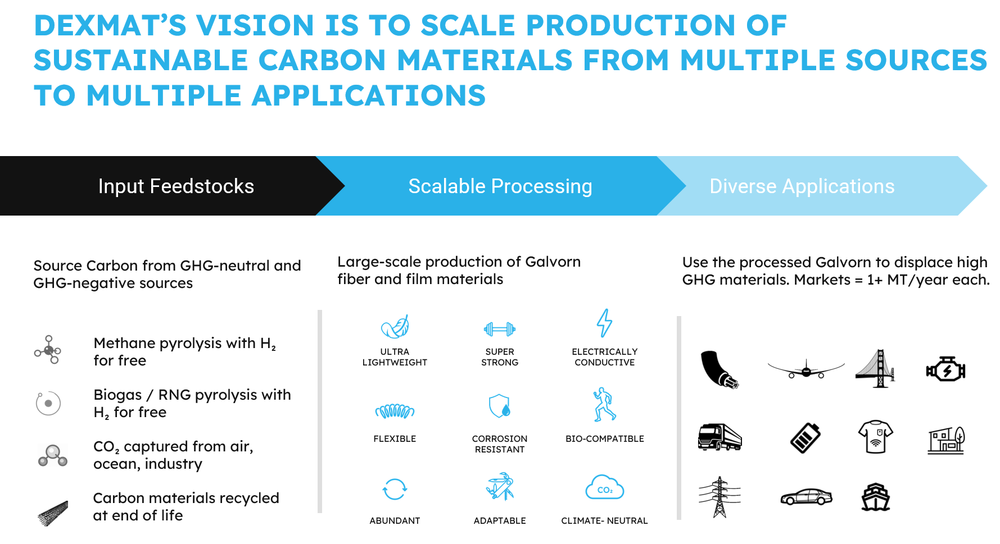 DEXMAT’S VISION IS TO SCALE PRODUCTION OF
SUSTAINABLE CARBON MATERIALS FROM MULTIPLE SOURCES
TO MULTIPLE APPLICATIONS
Input Feedstocks
Scalable Processing
Diverse Applications
Source Carbon from GHG-neutral and
GHG-negative sources
Methane pyrolysis with H₂
for free
Biogas / RNG pyrolysis with
H₂ for free
CO₂ captured from air,
ocean, industry
Carbon materials recycled
at end of life
Large-scale production of Galvorn
fiber and film materials
ULTRA
LIGHTWEIGHT
SUPER
STRONG
ELECTRICALLY
CONDUCTIVE
FLEXIBLE
CORROSION
RESISTANT
BIO-COMPATIBLE
ABUNDANT
ADAPTABLE
CO₂
CLIMATE- NEUTRAL
Use the processed Galvorn to displace high
GHG materials. Markets = 1+ MT/year each.